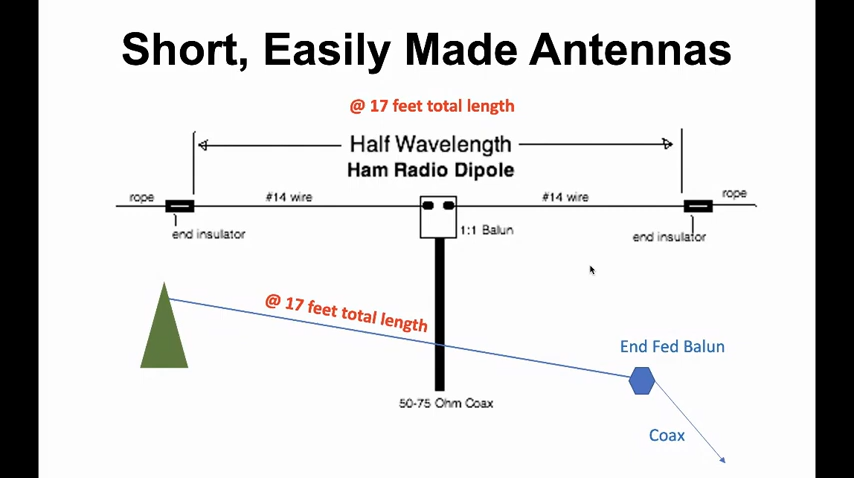 Short, Easily Made Antennas
@ 17 feet total length
Half Wavelength
Ham Radio Dipole
rope
#14 wire
#14 wire
rope
end insulator
1:1 Balun
end insulator
@ 17 feet total length
End Fed Balun
50-75 Ohm Coax
Coax